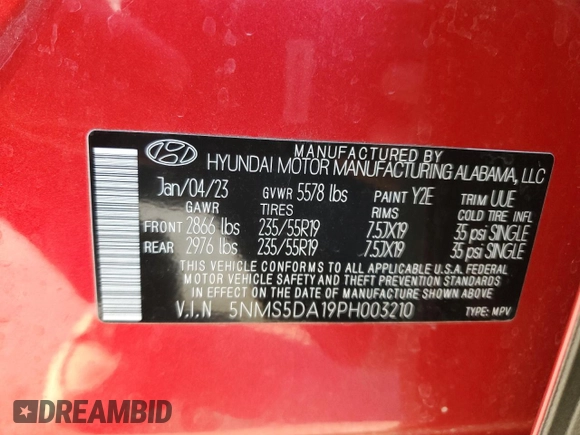 MANUFACTURED BY
HYUNDAI MOTOR MANUFACTURING ALABAMA, LLC
Jan/04/23 GVWR 5578 lbs PAINT Y2E TRIM UUE
GAWR TIRES RIMS COLD TIRE INFL
FRONT 2866 lbs 235/55R19 7.5JX19 35 psi SINGLE
REAR 2976 lbs 235/55R19 7.5JX19 35 psi SINGLE
THIS VEHICLE CONFORMS TO ALL APPLICABLE U.S.A. FEDERAL
MOTOR VEHICLE SAFETY AND THEFT PREVENTION STANDARDS
IN EFFECT ON THE DATE OF MANUFACTURE SHOWN ABOVE.
V.I.N 5NMS5DA19PH003210 TYPE: MPV
DREAMBID